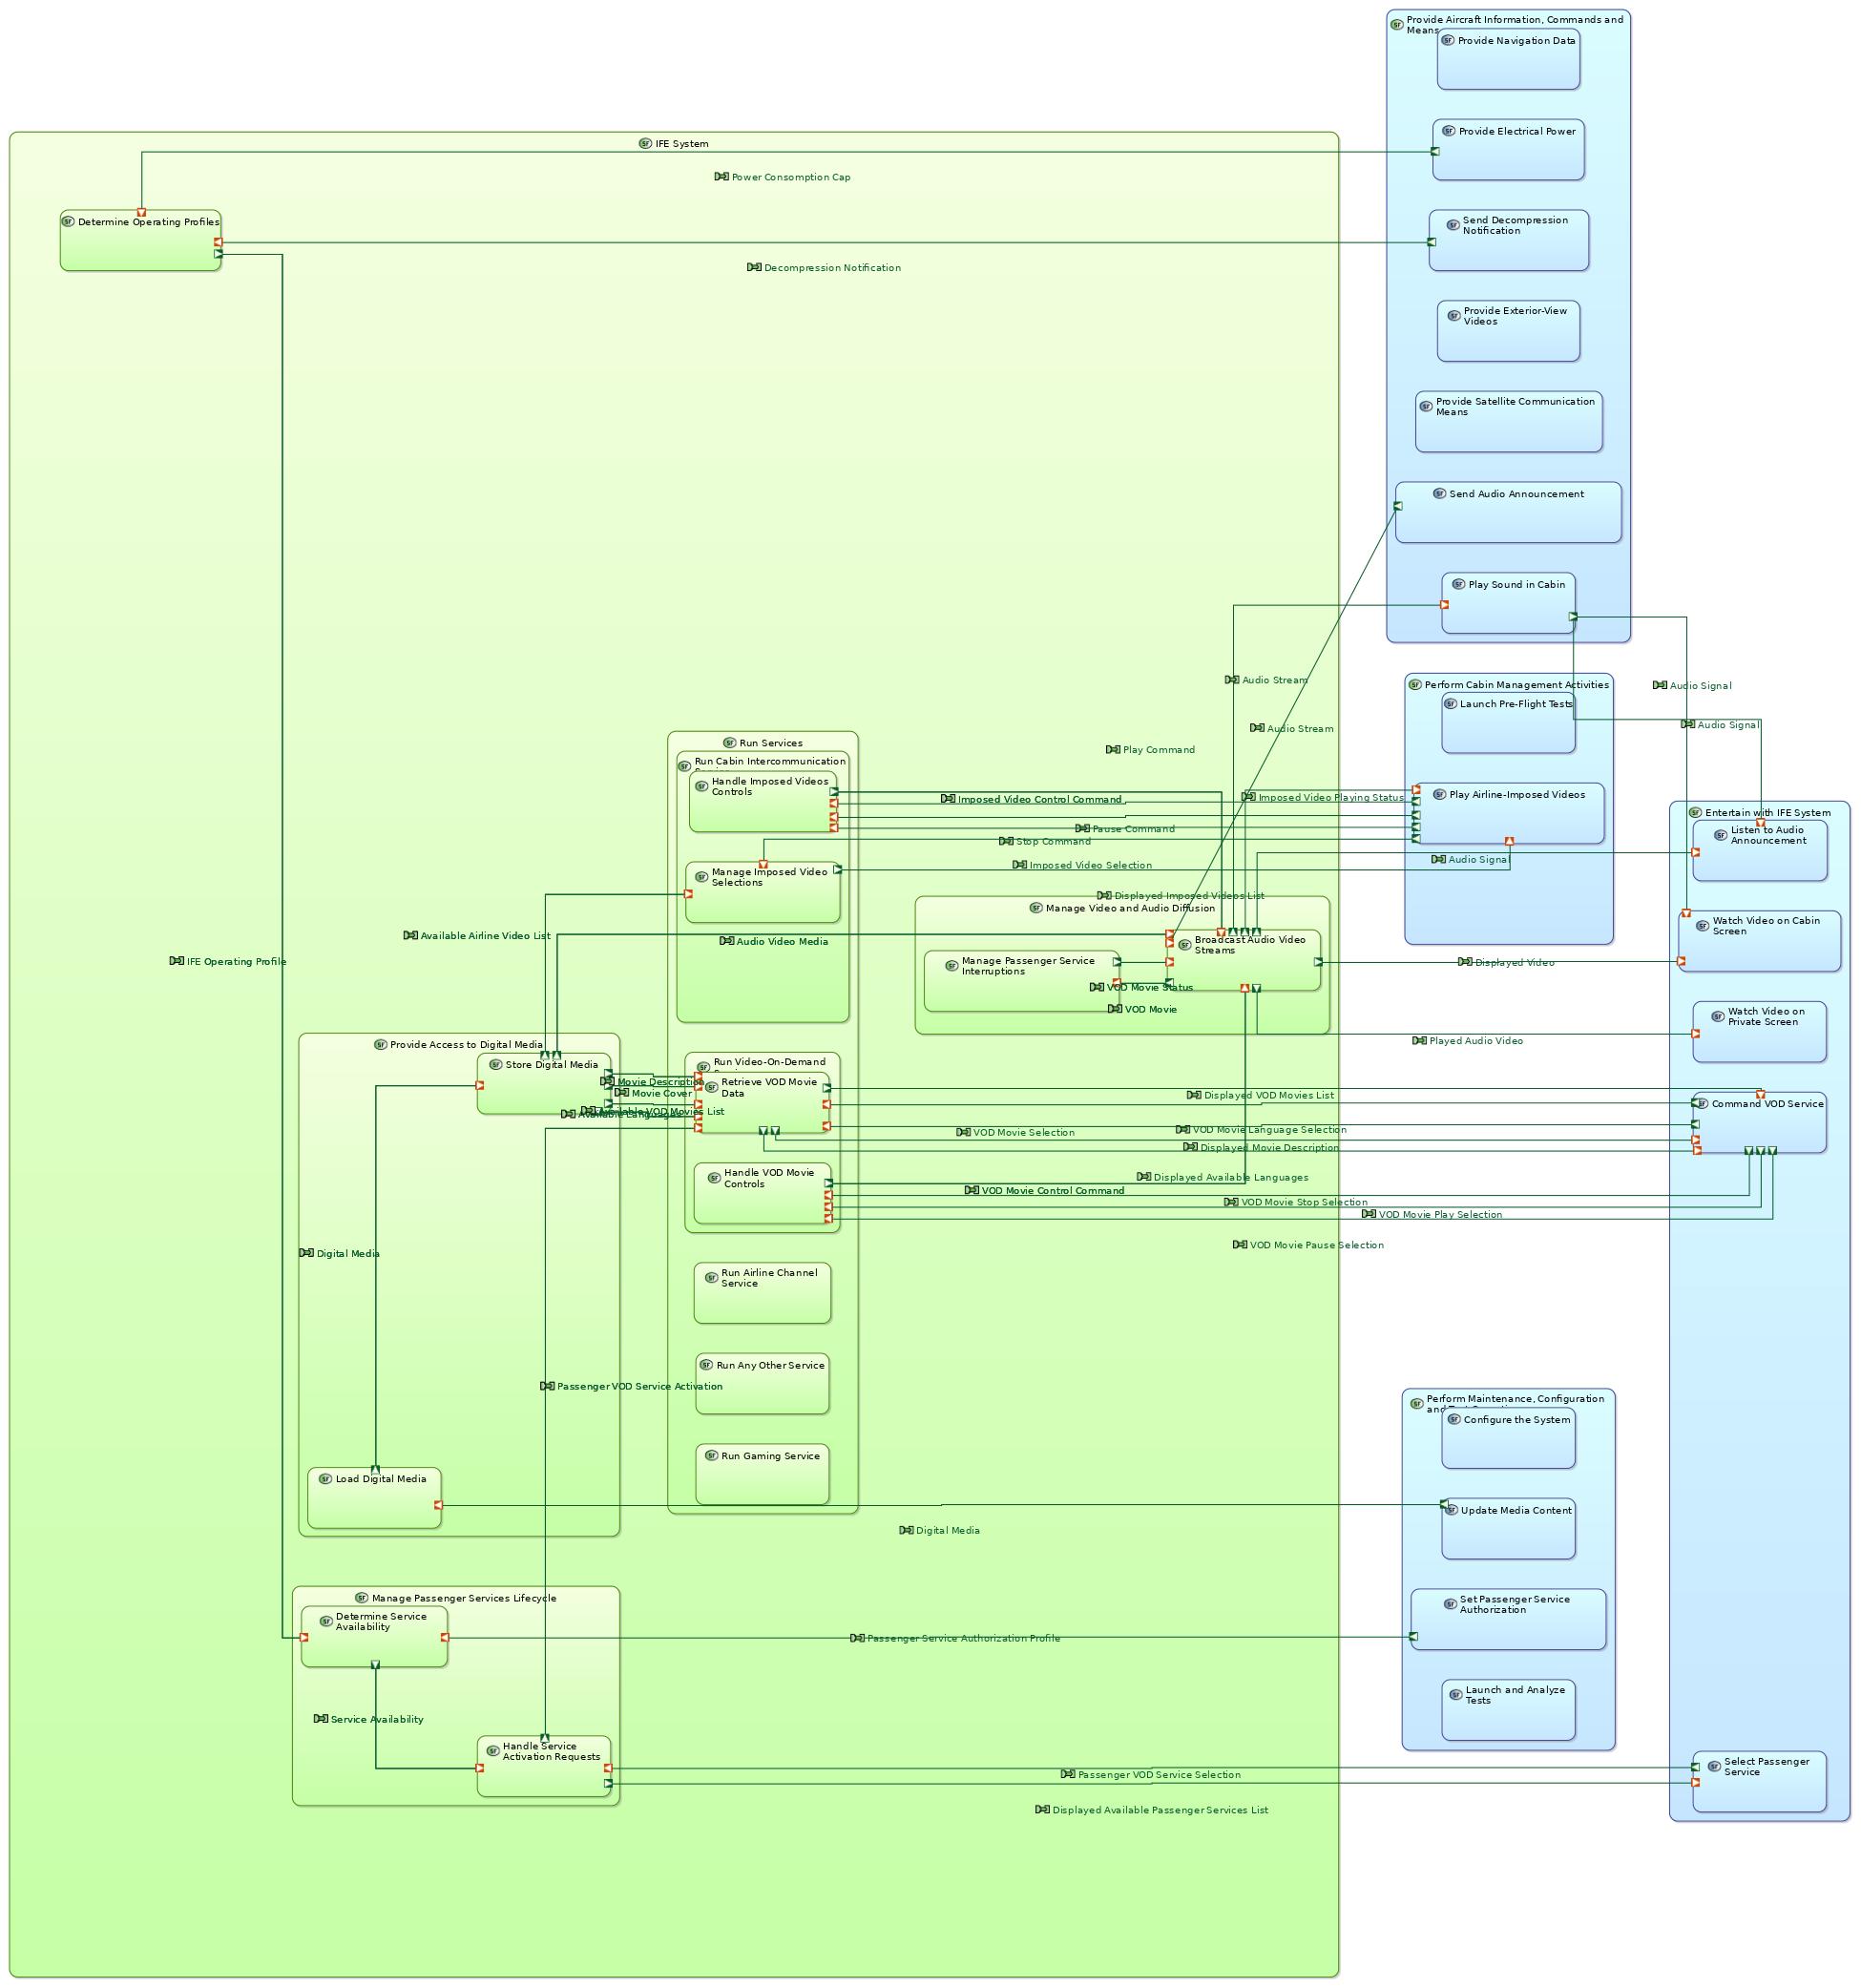 Provide Aircraft Information, Commands and
Means
Provide Navigation Data
Provide Electrical Power
IFE System
Power Consomption Cap
Determine Operating Profiles
Send Decompression
Notification
Decompression Notification
Provide Exterior-View
Videos
Provide Satellite Communication
Means
Send Audio Announcement
Play Sound in Cabin
Audio Stream
Audio Signal
Perform Cabin Management Activities
Launch Pre-Flight Tests
Audio Signal
Audio Stream
Run Services
Play Command
Run Cabin Intercommunication
Handle Imposed Videos
Controls
Imposed Video Control Command
Imposed Video Playing Status
Play Airline-Imposed Videos
Entertain with IFE System
Pause Command
Stop Command
Listen to Audio
Announcement
Imposed Video Selection
Audio Signal
Manage Imposed Video
Selections
Displayed Imposed Videos List
Manage Video and Audio Diffusion
Watch Video on Cabin
Screen
Available Airline Video List
Audio Video Media
Broadcast Audio Video
Streams
IFE Operating Profile
Manage Passenger Service
Interruptions
Displayed Video
VOD Movie Status
VOD Movie
Watch Video on
Private Screen
Provide Access to Digital Media
Played Audio Video
Store Digital Media
Run Video-On-Demand
Movie Description
Retrieve VOD Movie
Data
Movie Cover
Displayed VOD Movies List
Command VOD Service
Available VOD Movies List
Available Languages
VOD Movie Selection
VOD Movie Language Selection
Displayed Movie Description
Handle VOD Movie
Controls
Displayed Available Languages
VOD Movie Control Command
VOD Movie Stop Selection
VOD Movie Play Selection
Digital Media
VOD Movie Pause Selection
Run Airline Channel
Service
Run Any Other Service
Passenger VOD Service Activation
Perform Maintenance, Configuration
Configure the System
Run Gaming Service
Load Digital Media
Update Media Content
Digital Media
Manage Passenger Services Lifecycle
Determine Service
Availability
Set Passenger Service
Authorization
Passenger Service Authorization Profile
Launch and Analyze
Tests
Service Availability
Handle Service
Activation Requests
Passenger VOD Service Selection
Select Passenger
Service
Displayed Available Passenger Services List